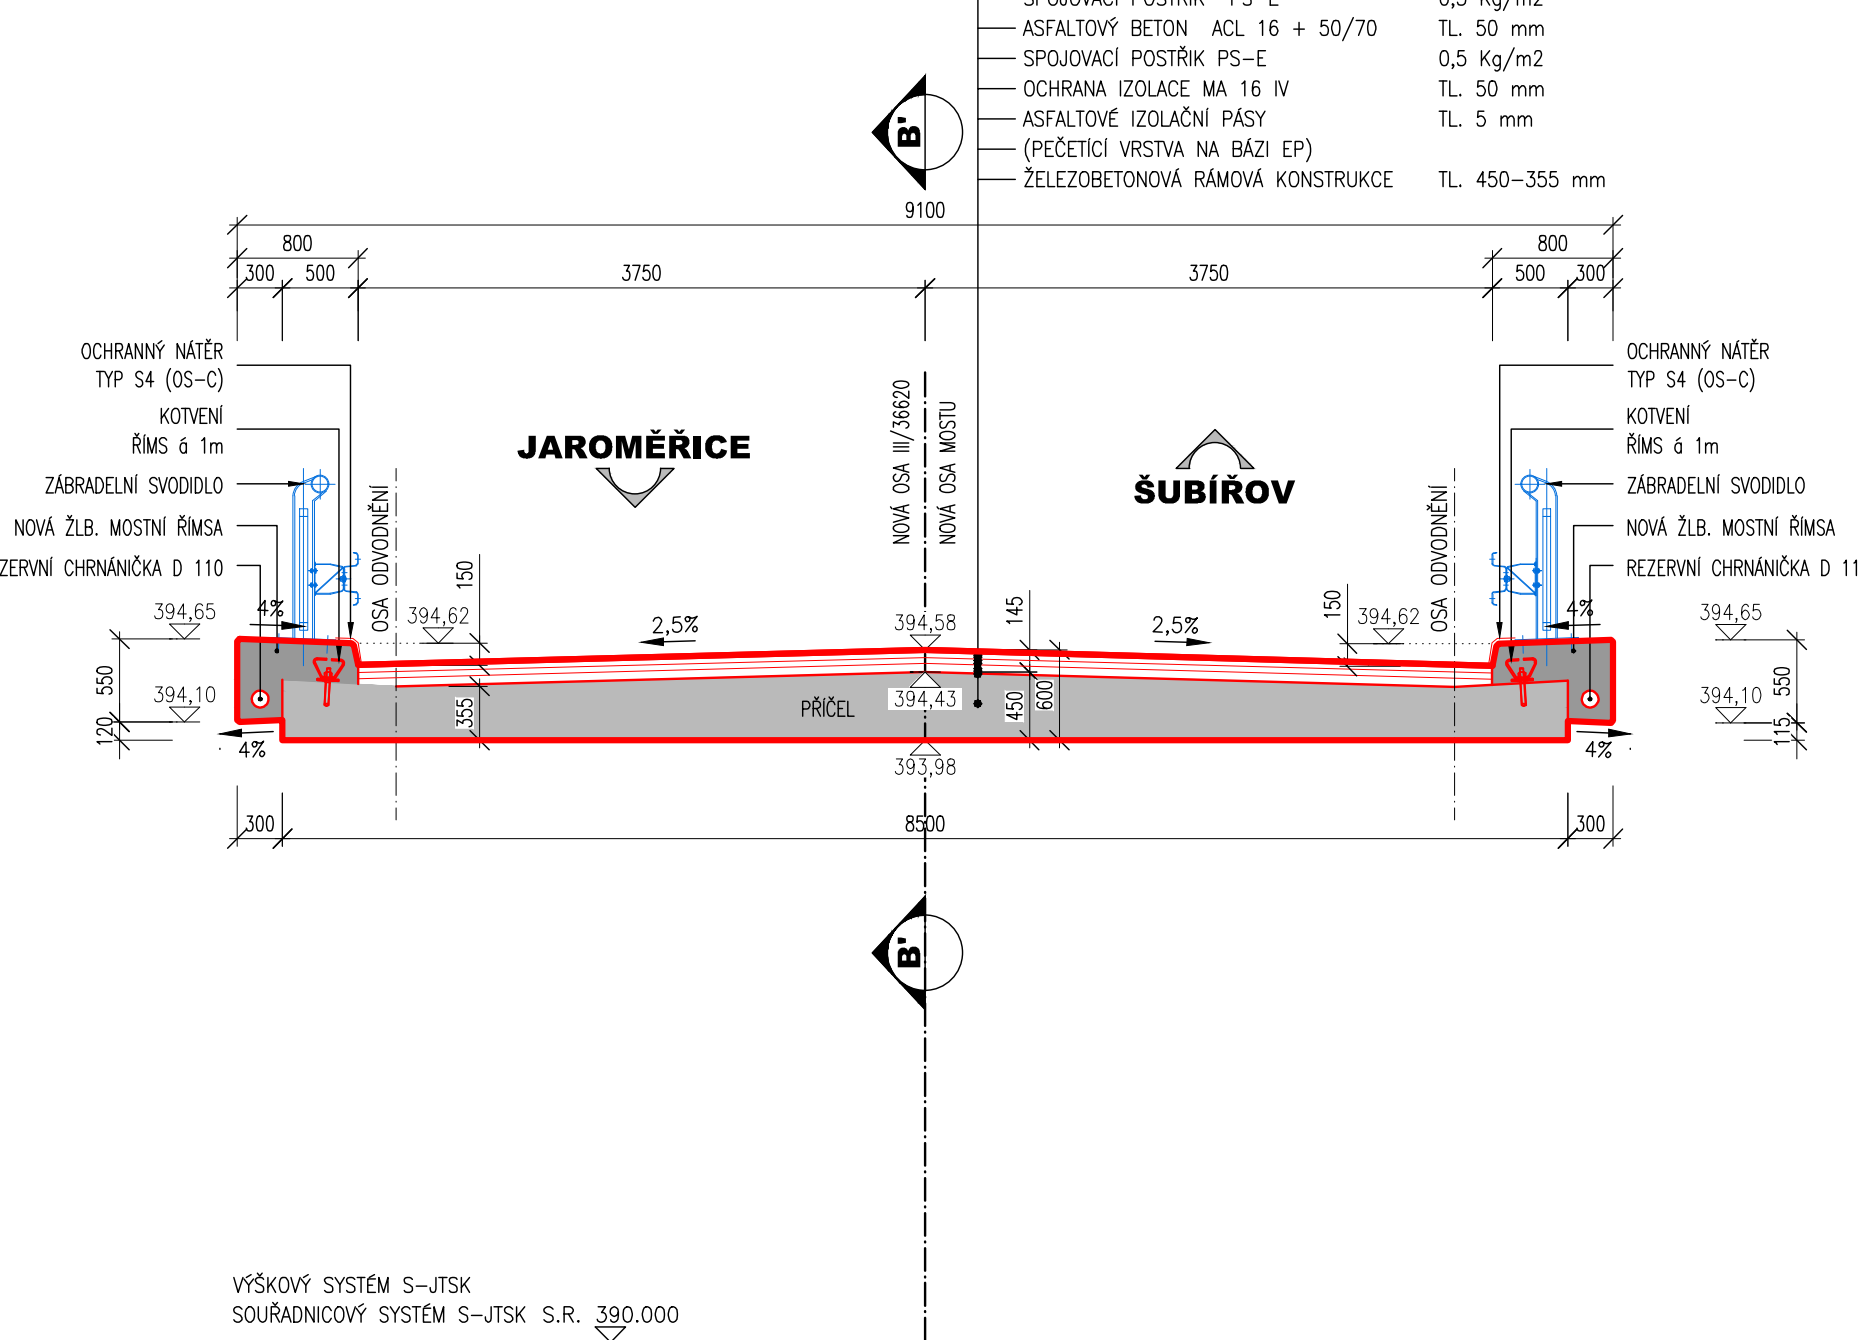 SPOJOVACÍ POSTŘIK PS-E 0,5 Kg/m2
ASFALTOVÝ BETON ACL 16 + 50/70 TL. 50 mm
SPOJOVACÍ POSTŘIK PS-E 0,5 Kg/m2
OCHRANA IZOLACE MA 16 IV TL. 50 mm
ASFALTOVÉ IZOLAČNÍ PÁSY TL. 5 mm
(PEČETÍCÍ VRSTVA NA BÁZI EP)
ŽELEZOBETONOVÁ RÁMOVÁ KONSTRUKCE TL. 450-355 mm
B'
9100
800 800
300 500 3750 3750 500 300
OCHRANNÝ NÁTĚR
TYP S4 (OS-C)
KOTVENÍ
ŘÍMS á 1m
ZÁBRADELNÍ SVODIDLO
NOVÁ ŽLB. MOSTNÍ ŘÍMSA
ZERVNÍ CHRNÁNIČKA D 110
OSA ODVODNĚNÍ
JAROMĚŘICE
NOVÁ OSA III/36620
NOVÁ OSA MOSTU
ŠUBÍŘOV
OSA ODVODNĚNÍ
OCHRANNÝ NÁTĚR
TYP S4 (OS-C)
KOTVENÍ
ŘÍMS á 1m
ZÁBRADELNÍ SVODIDLO
NOVÁ ŽLB. MOSTNÍ ŘÍMSA
REZERVNÍ CHRNÁNIČKA D 11
394,65 4% 394,62 150 2,5% 394,58 145 2,5% 150 394,62 4% 394,65
550 394,10 355 PŘÍČEL 394,43 450 600 394,10 550
120 4% 393,98 4% 115
300 8500 300
B'
VÝŠKOVÝ SYSTÉM S-JTSK
SOUŘADNICOVÝ SYSTÉM S-JTSK S.R. 390.000